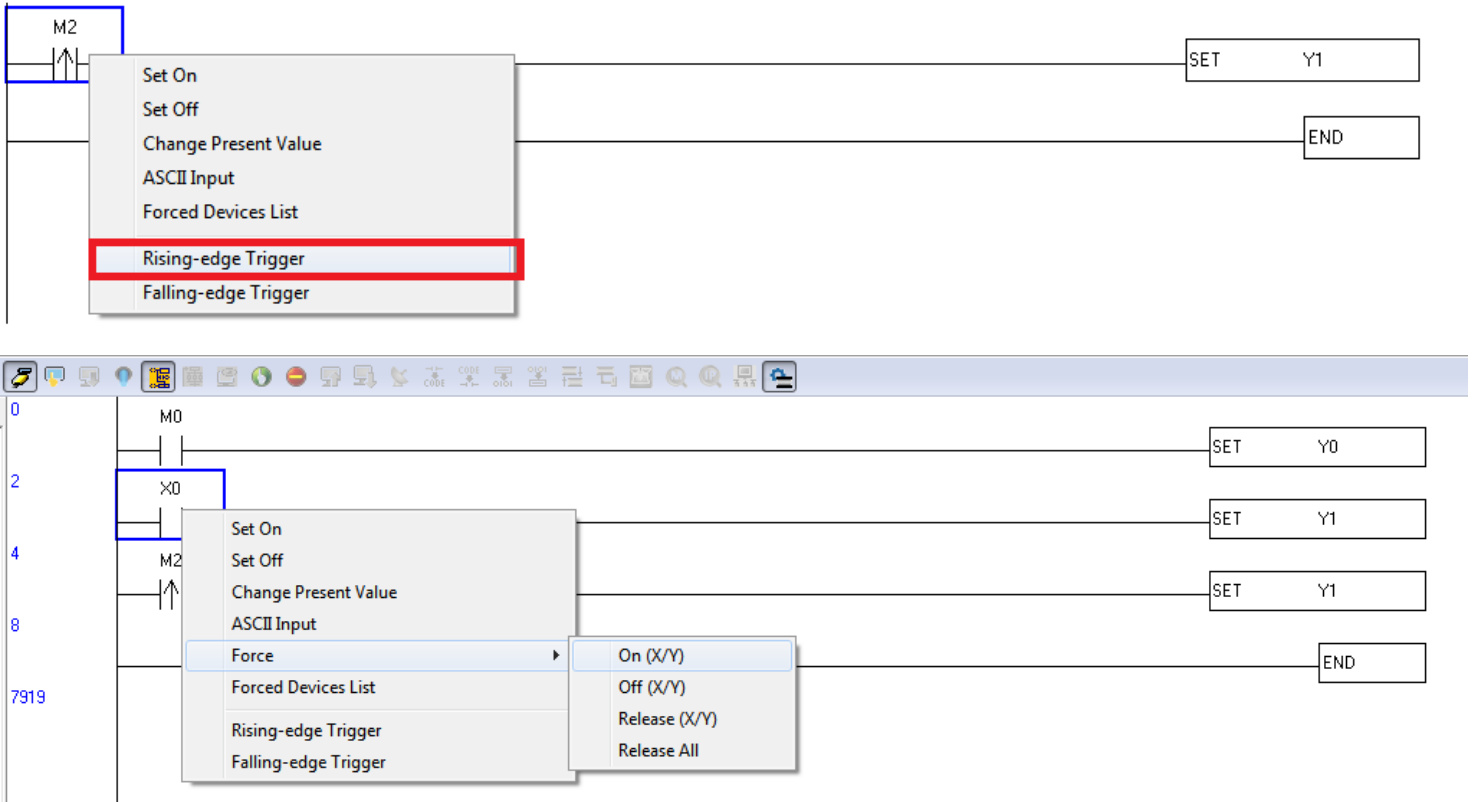 M2
SET Y1
Set On
Set Off
Change Present Value
ASCII Input
Forced Devices List
END
Rising-edge Trigger
Falling-edge Trigger
CODE CODE
0
M0
SET Y0
2
X0
SET Y1
Set On
4
M2
Set Off
Change Present Value
SET Y1
ASCII Input
8
Force On (X/Y)
END
Forced Devices List Off (X/Y)
7919
Release (X/Y)
Rising-edge Trigger
Release All
Falling-edge Trigger